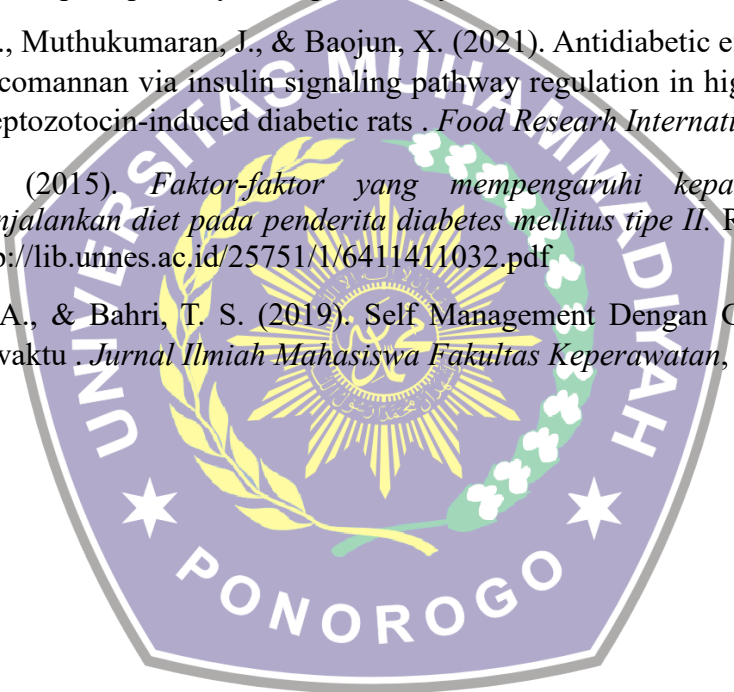 ., Muthukumaran, J., & Baojun, X. (2021). Antidiabetic e
comannan via insulin signaling pathway regulation in hig
eptozotocin-induced diabetic rats . Food Researh Internati
(2015). Faktor-faktor yang mempengaruhi kepa
njalankan diet pada penderita diabetes mellitus tipe II. R
p://lib.unnes.ac.id/25751/1/6411411032.pdf
A., & Bahri, T. S. (2019). Self Management Dengan
waktu . Jurnal Ilmiah Mahasiswa Fakultas Keperawatan,
UNIVERSITAS MUHAMMADIYAH
PONOROGO